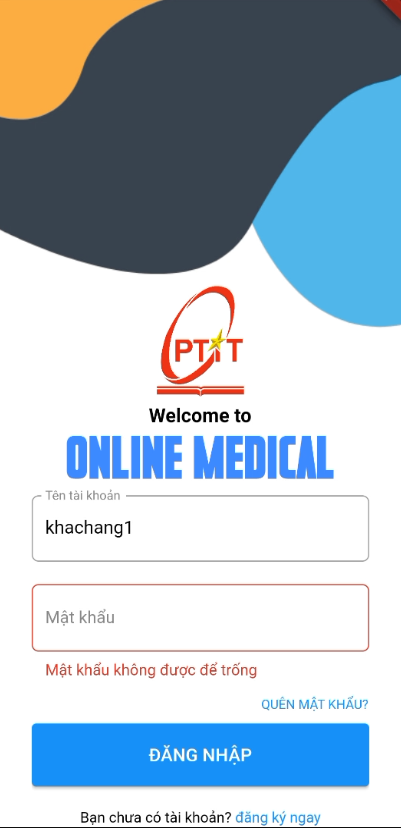 PTIT
Welcome to
ONLINE MEDICAL
Tên tài khoản
khachang1
Mật khẩu
Mật khẩu không được để trống
QUÊN MẬT KHẨU?
ĐĂNG NHẬP
Bạn chưa có tài khoản? đăng ký ngay